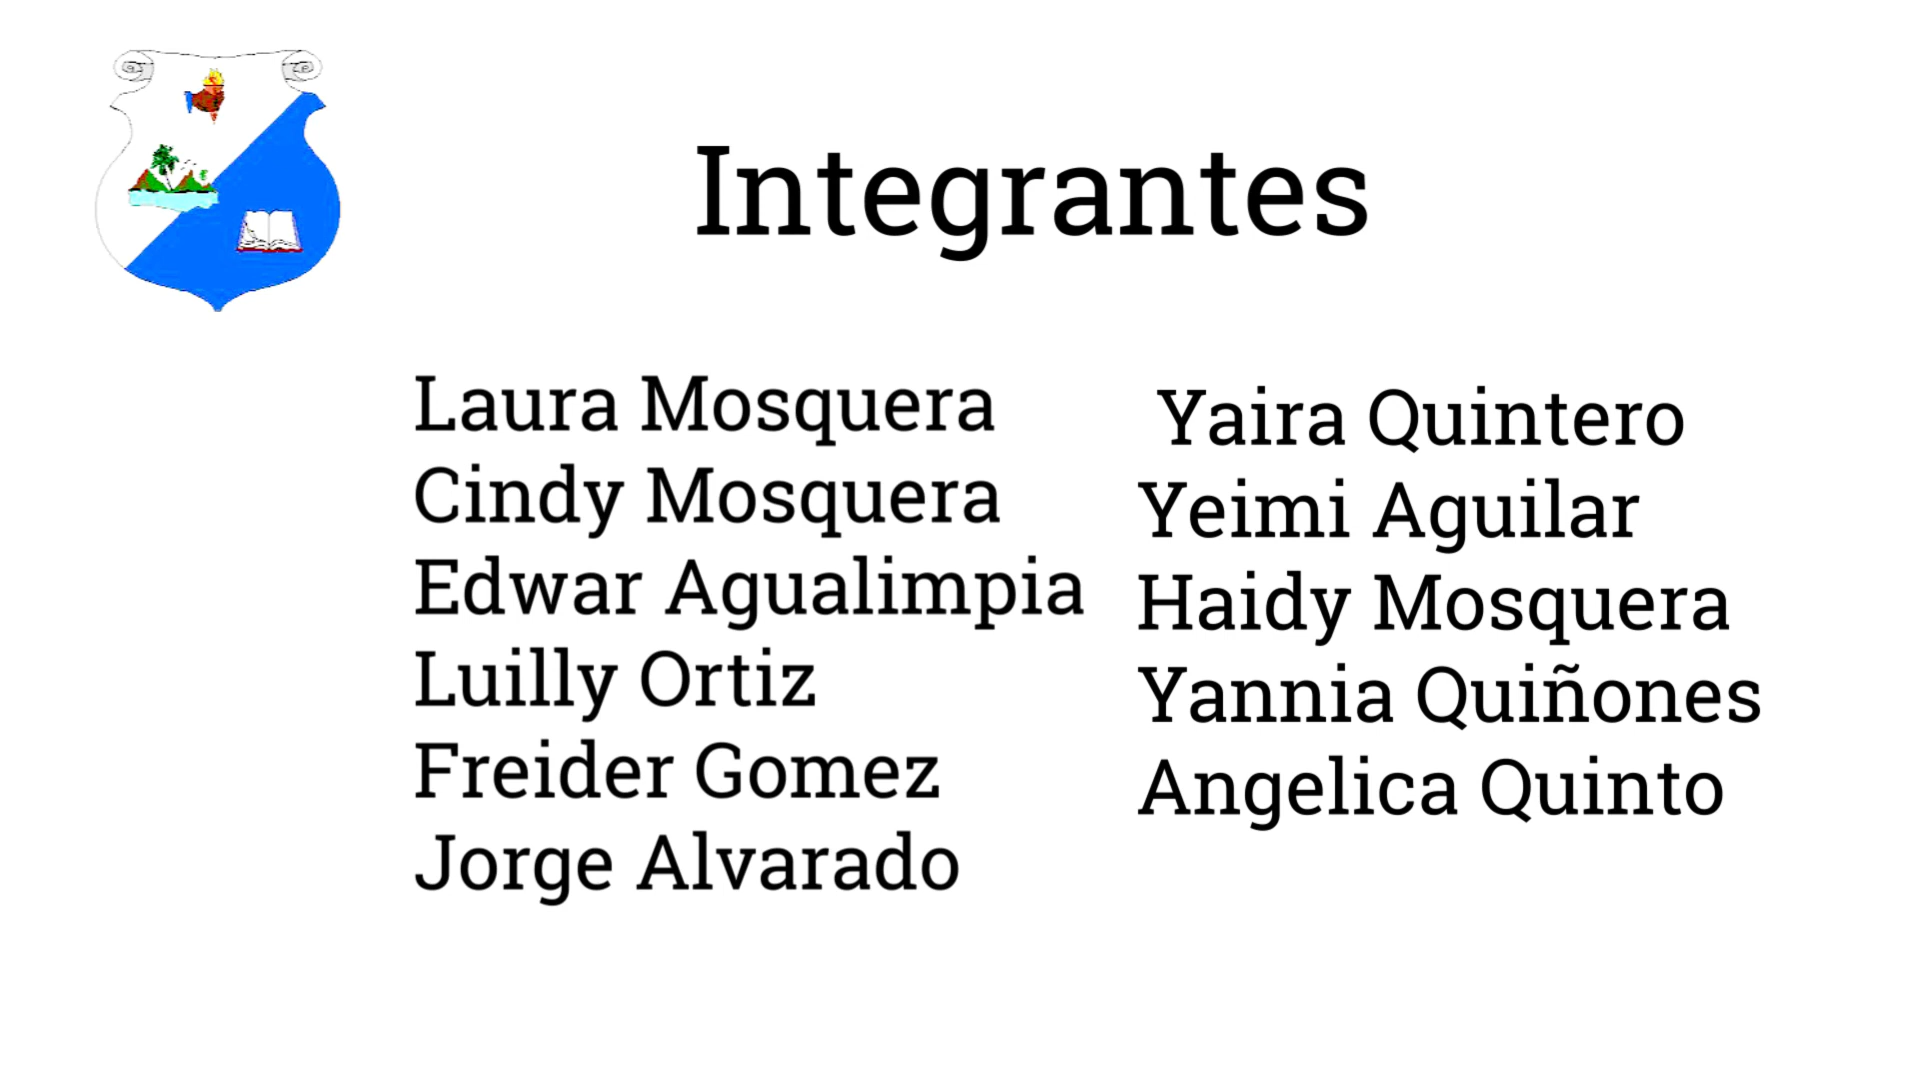 Integrantes
Laura Mosquera
Cindy Mosquera
Edwar Agualimpia
Luilly Ortiz
Freider Gomez
Jorge Alvarado
Yaira Quintero
Yeimi Aguilar
Haidy Mosquera
Yannia Quiñones
Angelica Quinto